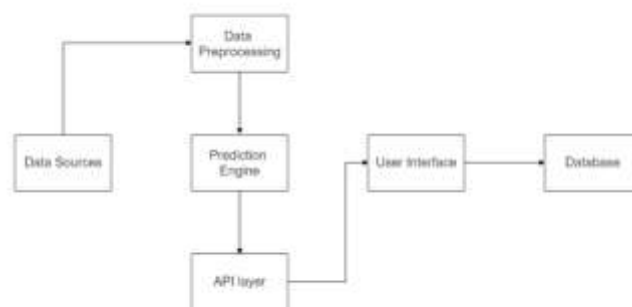 Data
Preprocessing
Data Sources
Prediction
Engine
User Interface
Database
API layer